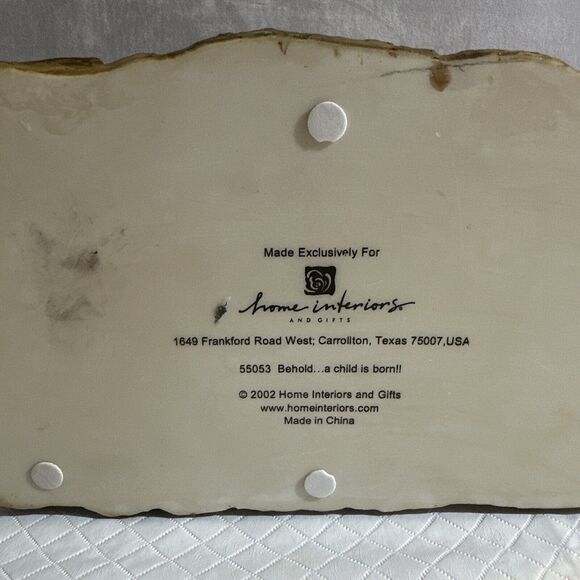 Made Exclusively For
home interiors
AND GIFTS
1649 Frankford Road West; Carrollton, Texas 75007,USA
55053 Behold...a child is born!!
© 2002 Home Interiors and Gifts
www.homeinteriors.com
Made in China